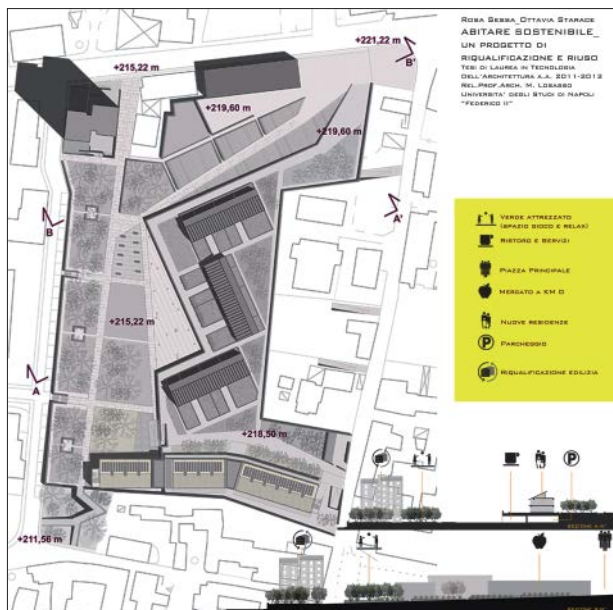 ROSA SESSA_OTTAVIA STARACE
ABITARE SOSTENIBILE_
UN PROGETTO DI
RIQUALIFICAZIONE E RIUSO
TESI DI LAUREA IN TECNOLOGIA
DELL'ARCHITETTURA A.A. 2011-2012
REL.PROF.ARCH. M. LOSASSO
UNIVERSITA' DEGLI STUDI DI NAPOLI
"FEDERICO II"
+221,22 m
B'
+215,22 m
+219,60 m
+219,60 m
A'
B
+215,22 m
A
+218,50 m
+211,56 m
VERDE ATTREZZATO
(SPAZIO GIOCO E RELAX)
RISTORO E SERVIZI
PIAZZA PRINCIPALE
MERCATO A KM 0
NUOVE RESIDENZE
P PARCHEGGIO
RIQUALIFICAZIONE EDILIZIA
P